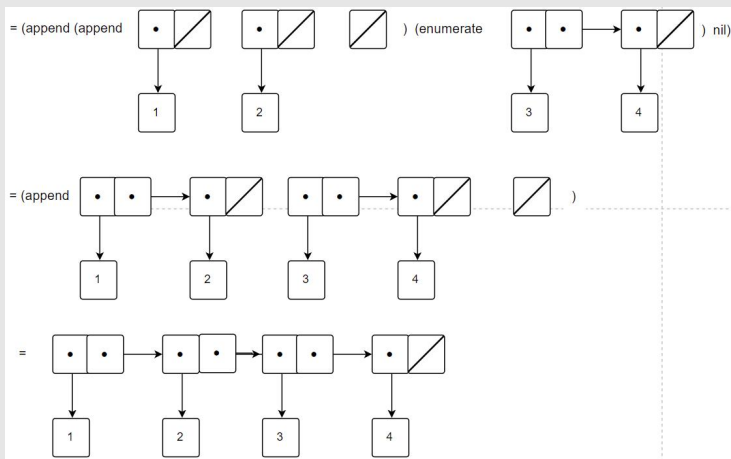 = (append (append ) (enumerate ) nil)
1 2 3 4
= (append )
1 2 3 4
=
1 2 3 4